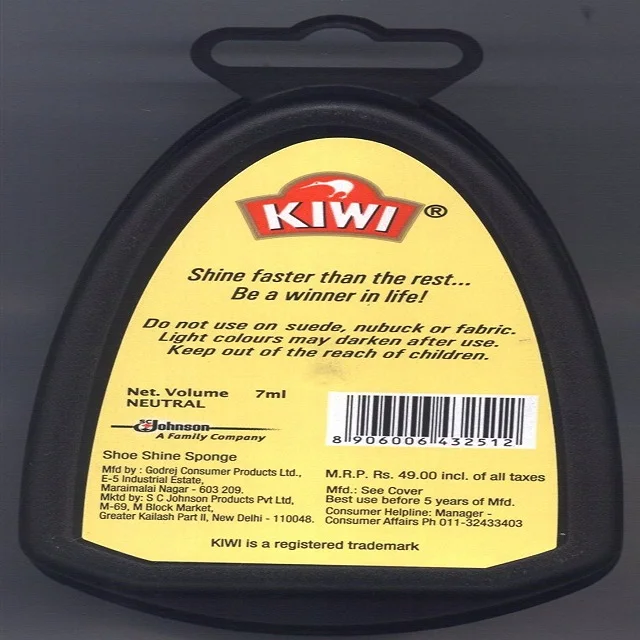 KIWI ®
Shine faster than the rest...
Be a winner in life!
Do not use on suede, nubuck or fabric.
Light colours may darken after use.
Keep out of the reach of children.
Net. Volume 7ml
NEUTRAL
8 906006 432512
SC Johnson
A Family Company
Shoe Shine Sponge
Mfd by : Godrej Consumer Products Ltd.,
E-5 Industrial Estate,
Maraimalai Nagar - 603 209.
Mktd by: S C Johnson Products Pvt Ltd,
M-69, M Block Market,
Greater Kailash Part II, New Delhi - 110048.
M.R.P. Rs. 49.00 incl. of all taxes
Mfd.: See Cover
Best use before 5 years of Mfd.
Consumer Helpline: Manager -
Consumer Affairs Ph 011-32433403
KIWI is a registered trademark